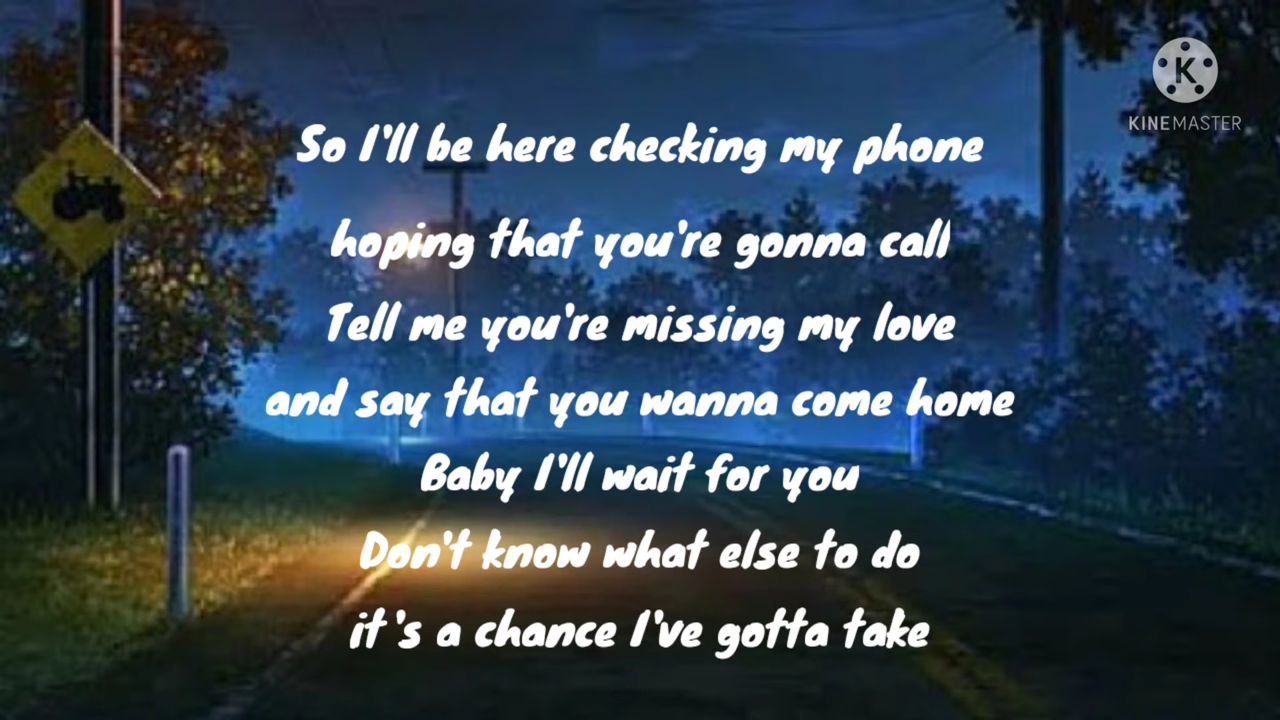 KINEMASTER
So I'll be here checking my phone
hoping that you're gonna call
Tell me you're missing my love
and say that you wanna come home
Baby I'll wait for you
Don't know what else to do
it's a chance I've gotta take